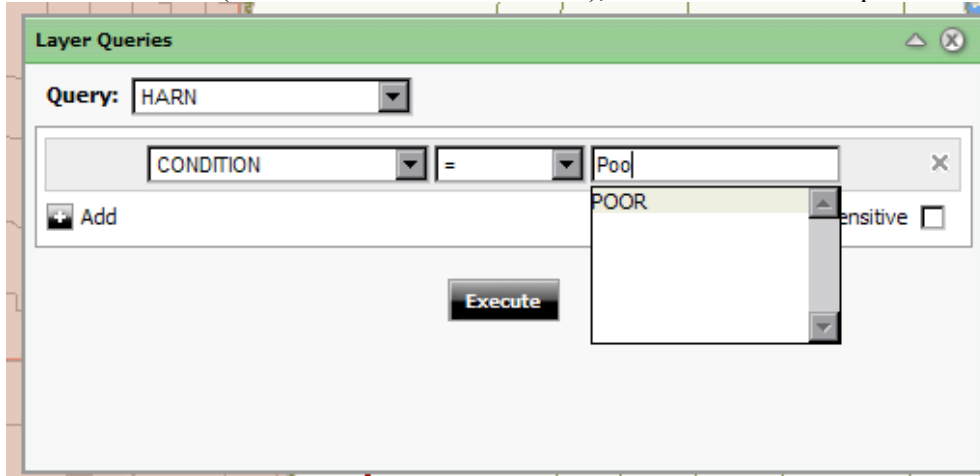 Layer Queries
Query: HARN
CONDITION = Poo
POOR
Add ensitive
Execute